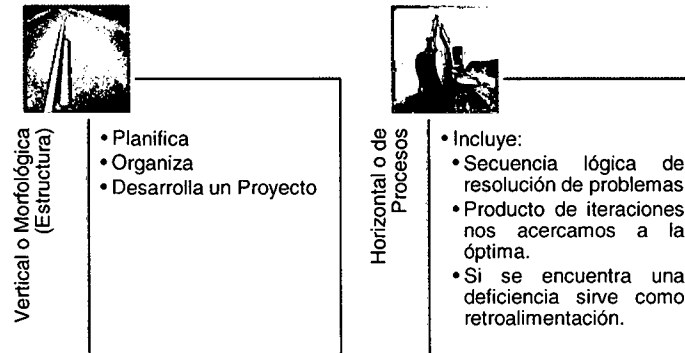 Vertical o Morfológica
(Estructura)
• Planifica
• Organiza
• Desarrolla un Proyecto
Horizontal o de
Procesos
• Incluye:
• Secuencia lógica de
resolución de problemas
• Producto de iteraciones
nos acercamos a la
óptima.
• Si se encuentra una
deficiencia sirve como
retroalimentación.